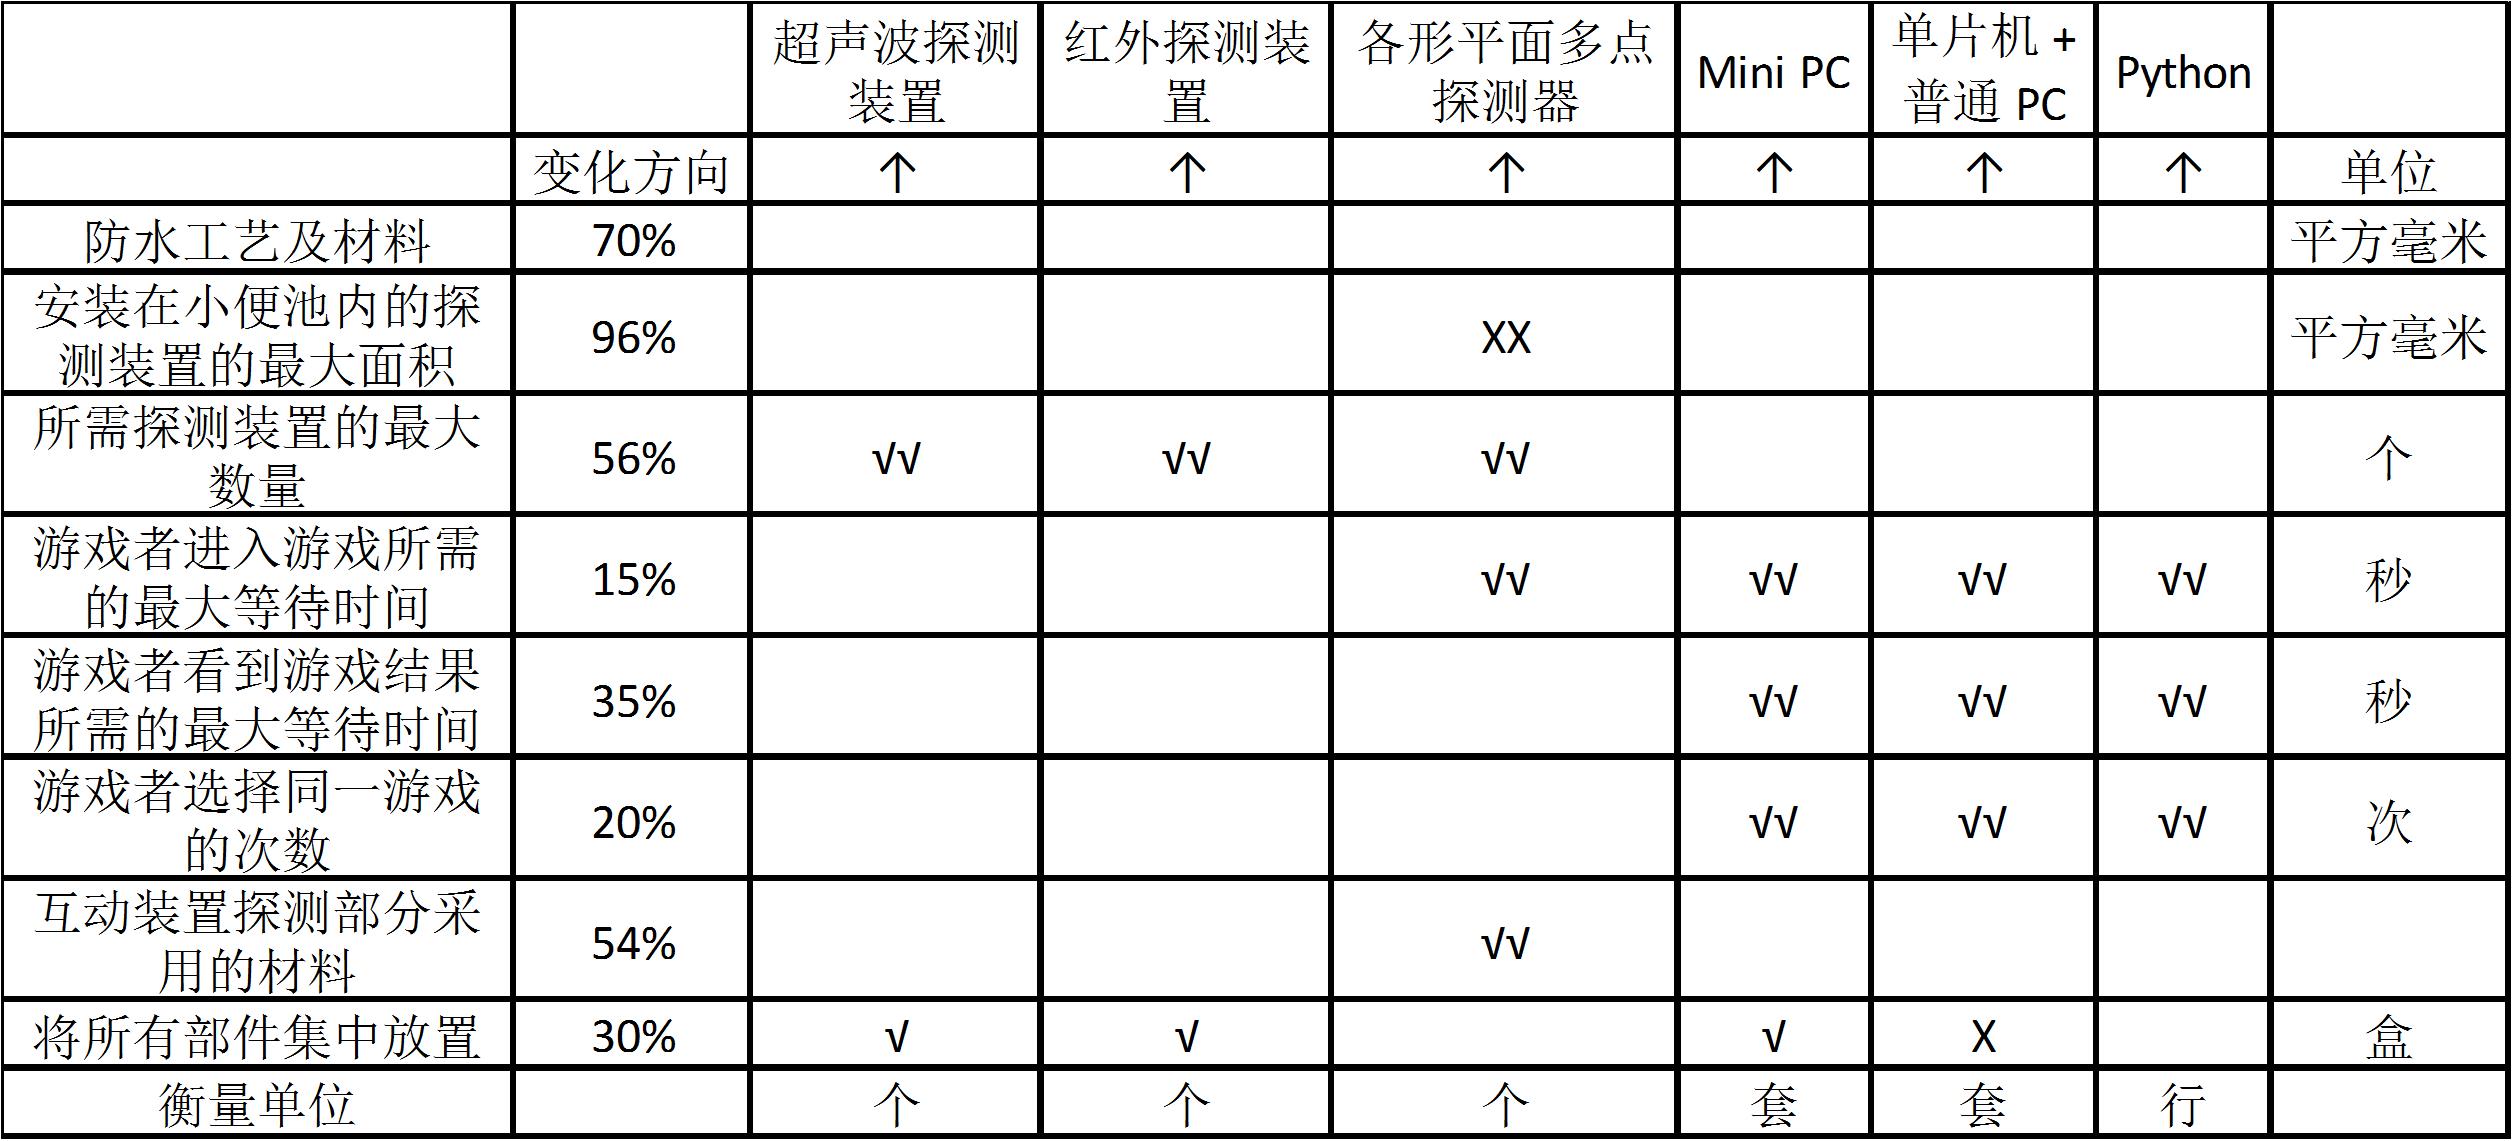 超声波探测装置 红外探测装置 各形平面多点探测器 Mini PC 单片机+普通PC Python
变化方向 ↑ ↑ ↑ ↑ ↑ ↑ 单位
防水工艺及材料 70% 平方毫米
安装在小便池内的探测装置的最大面积 96% XX 平方毫米
所需探测装置的最大数量 56% √√ √√ √√ 个
游戏者进入游戏所需的最大等待时间 15% √√ √√ √√ √√ 秒
游戏者看到游戏结果所需的最大等待时间 35% √√ √√ √√ 秒
游戏者选择同一游戏的次数 20% √√ √√ √√ 次
互动装置探测部分采用的材料 54% √√
将所有部件集中放置 30% √ √ √ X 盒
衡量单位 个 个 个 套 套 行